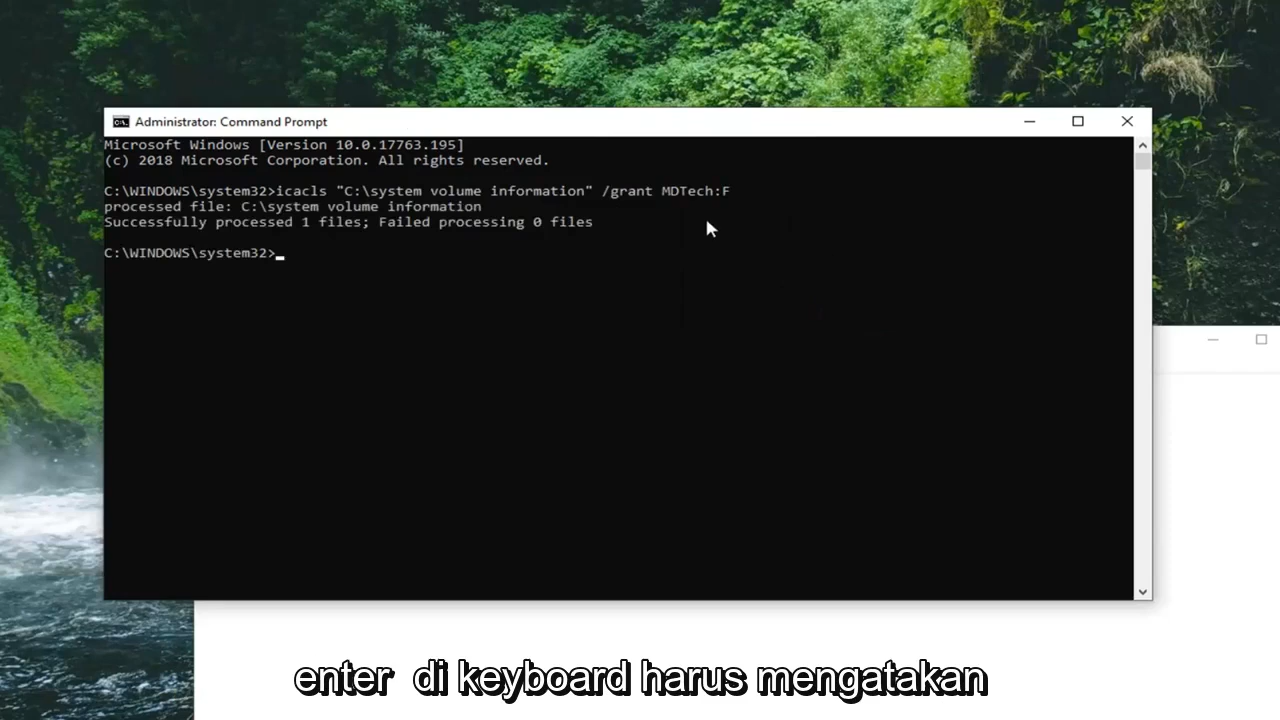 Administrator: Command Prompt
Microsoft Windows [Version 10.0.17763.195]
(c) 2018 Microsoft Corporation. All rights reserved.
C:\WINDOWS\system32>icacls "C:\system volume information" /grant MDTech:F
processed file: C:\system volume information
Successfully processed 1 files; Failed processing 0 files
C:\WINDOWS\system32>
enter di keyboard harus mengatakan